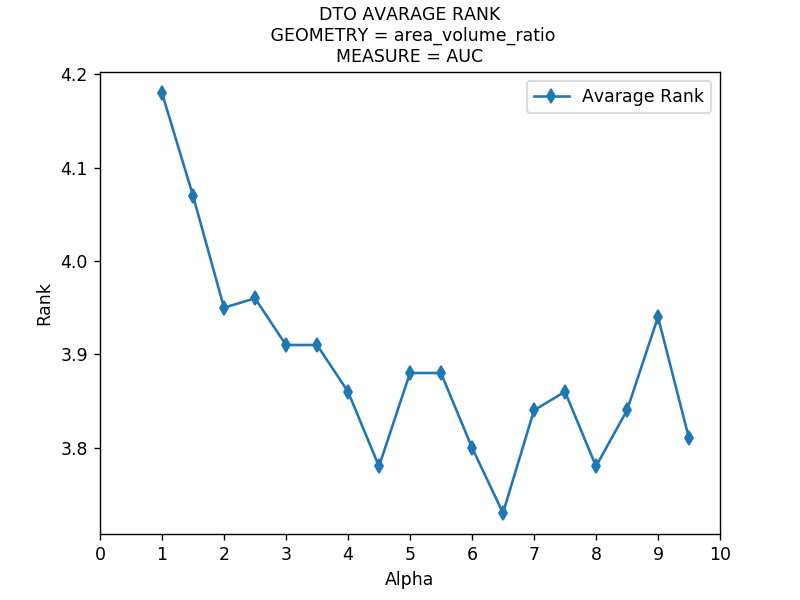 DTO AVARAGE RANK
GEOMETRY = area_volume_ratio
MEASURE = AUC
Avarage Rank
4.2
4.1
4.0
3.9
3.8
Rank
0 1 2 3 4 5 6 7 8 9 10
Alpha